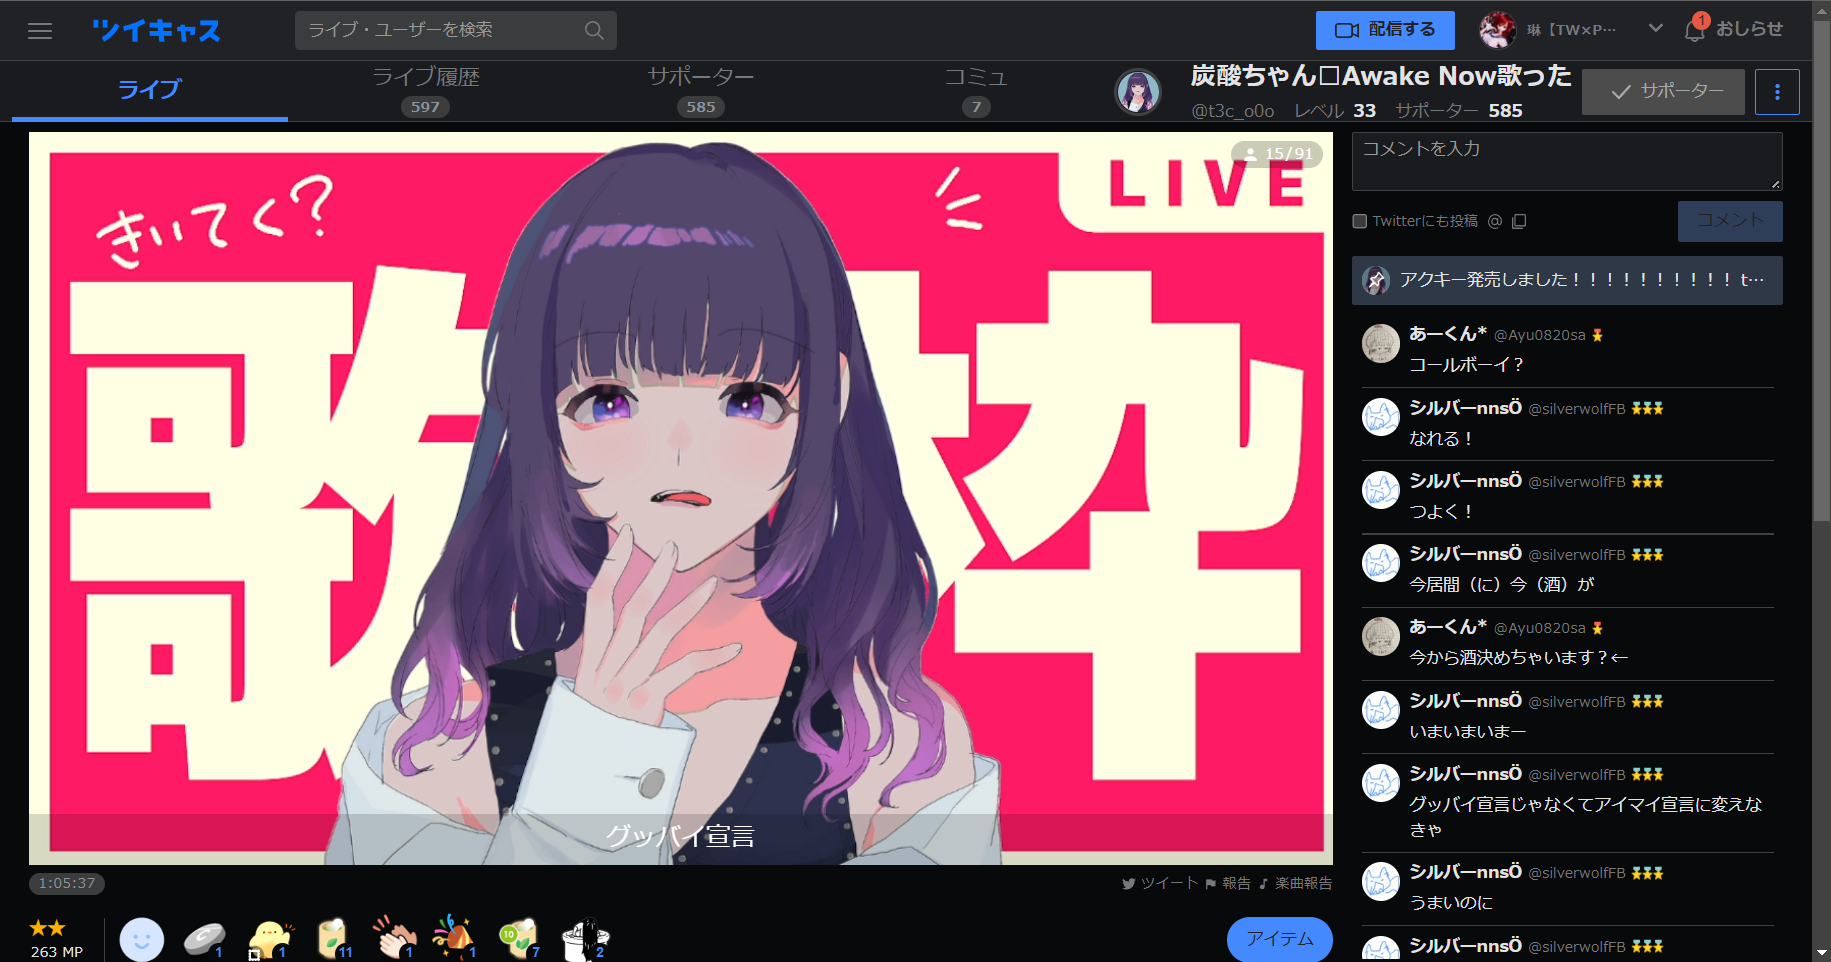 ツイキャス
ライブ・ユーザーを検索
配信する
琳【TW×P…
1
おしらせ
ライブ
ライブ履歴
597
サポーター
585
コミュ
7
炭酸ちゃん□Awake Now歌った
@t3c_o0o レベル 33 サポーター 585
サポーター
きいてく?
15/91
LIVE
歌枠
グッバイ宣言
1:05:37
ツイート 報告 楽曲報告
263 MP
1
1
11
1
1
10
7
2
アイテム
コメントを入力
Twitterにも投稿 @
コメント
アクキー発売しました！！！！！！！！！！ t…
あーくん* @Ayu0820sa
コールボーイ？
シルバーnnsÖ @silverwolfFB
なれる！
シルバーnnsÖ @silverwolfFB
つよく！
シルバーnnsÖ @silverwolfFB
今居間（に）今（酒）が
あーくん* @Ayu0820sa
今から酒決めちゃいます？←
シルバーnnsÖ @silverwolfFB
いまいまいまー
シルバーnnsÖ @silverwolfFB
グッバイ宣言じゃなくてアイマイ宣言に変えな
きゃ
シルバーnnsÖ @silverwolfFB
うまいのに
シルバーnnsÖ @silverwolfFB